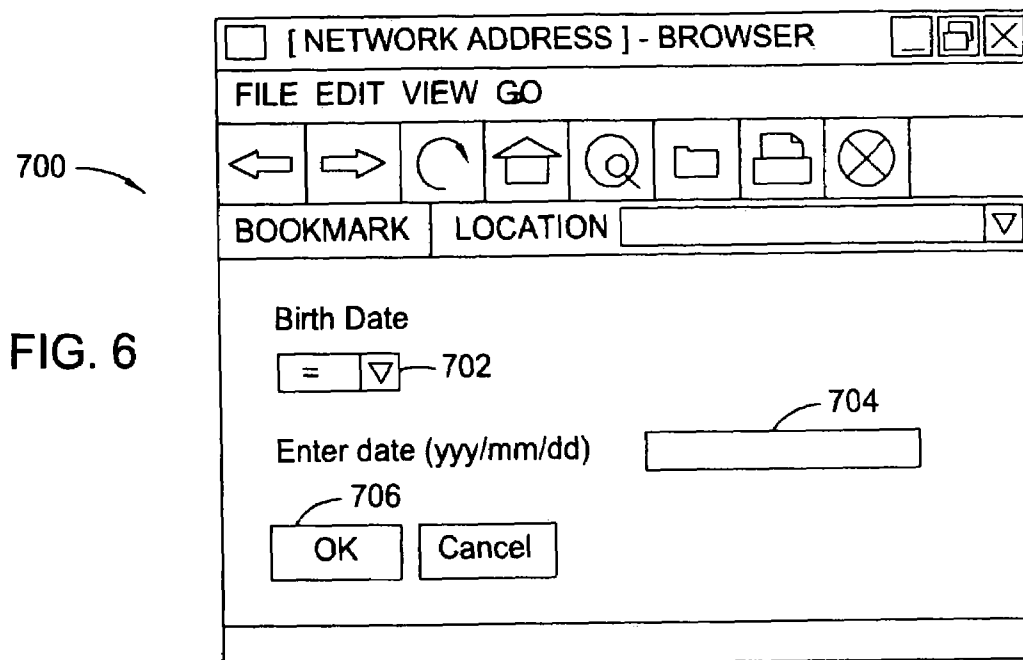 [ NETWORK ADDRESS ] - BROWSER
FILE EDIT VIEW GO
700
BOOKMARK LOCATION
Birth Date
FIG. 6
= 702
704
Enter date (yyy/mm/dd)
706
OK Cancel